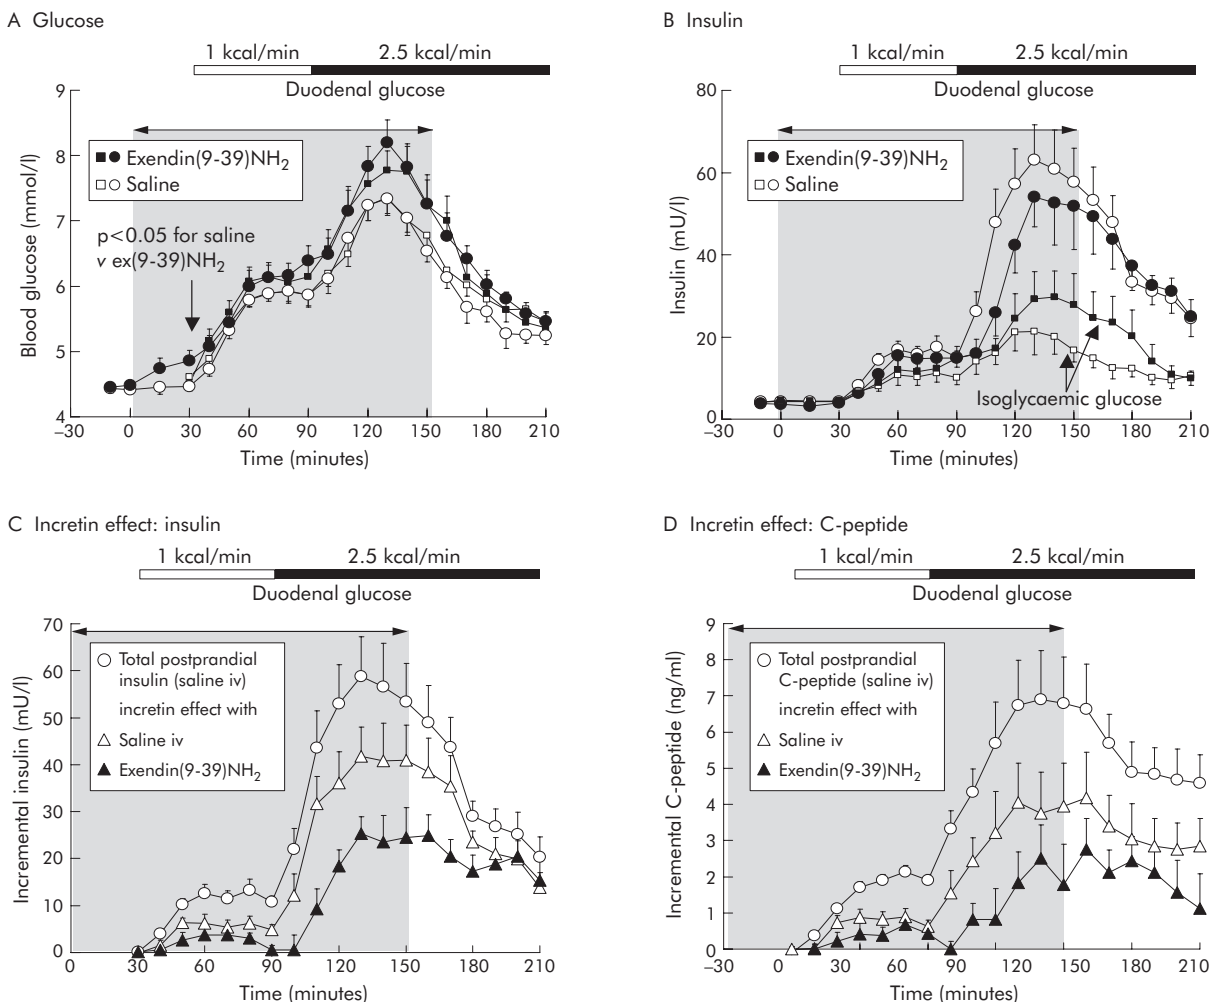 A Glucose
1 kcal/min 2.5 kcal/min
Duodenal glucose
9
8
7
6
5
4
Blood glucose (mmol/l)
Exendin(9-39)NH2
Saline
p<0.05 for saline
v ex(9-39)NH2
–30 0 30 60 90 120 150 180 210
Time (minutes)
B Insulin
1 kcal/min 2.5 kcal/min
Duodenal glucose
80
60
40
20
0
Insulin (mU/l)
Exendin(9-39)NH2
Saline
Isoglycaemic glucose
–30 0 30 60 90 120 150 180 210
Time (minutes)
C Incretin effect: insulin
1 kcal/min 2.5 kcal/min
Duodenal glucose
70
60
50
40
30
20
10
0
Incremental insulin (mU/l)
Total postprandial
insulin (saline iv)
incretin effect with
Saline iv
Exendin(9-39)NH2
0 30 60 90 120 150 180 210
Time (minutes)
D Incretin effect: C-peptide
1 kcal/min 2.5 kcal/min
Duodenal glucose
9
8
7
6
5
4
3
2
1
0
Incremental C-peptide (ng/ml)
Total postprandial
C-peptide (saline iv)
incretin effect with
Saline iv
Exendin(9-39)NH2
–30 0 30 60 90 120 150 180 210
Time (minutes)